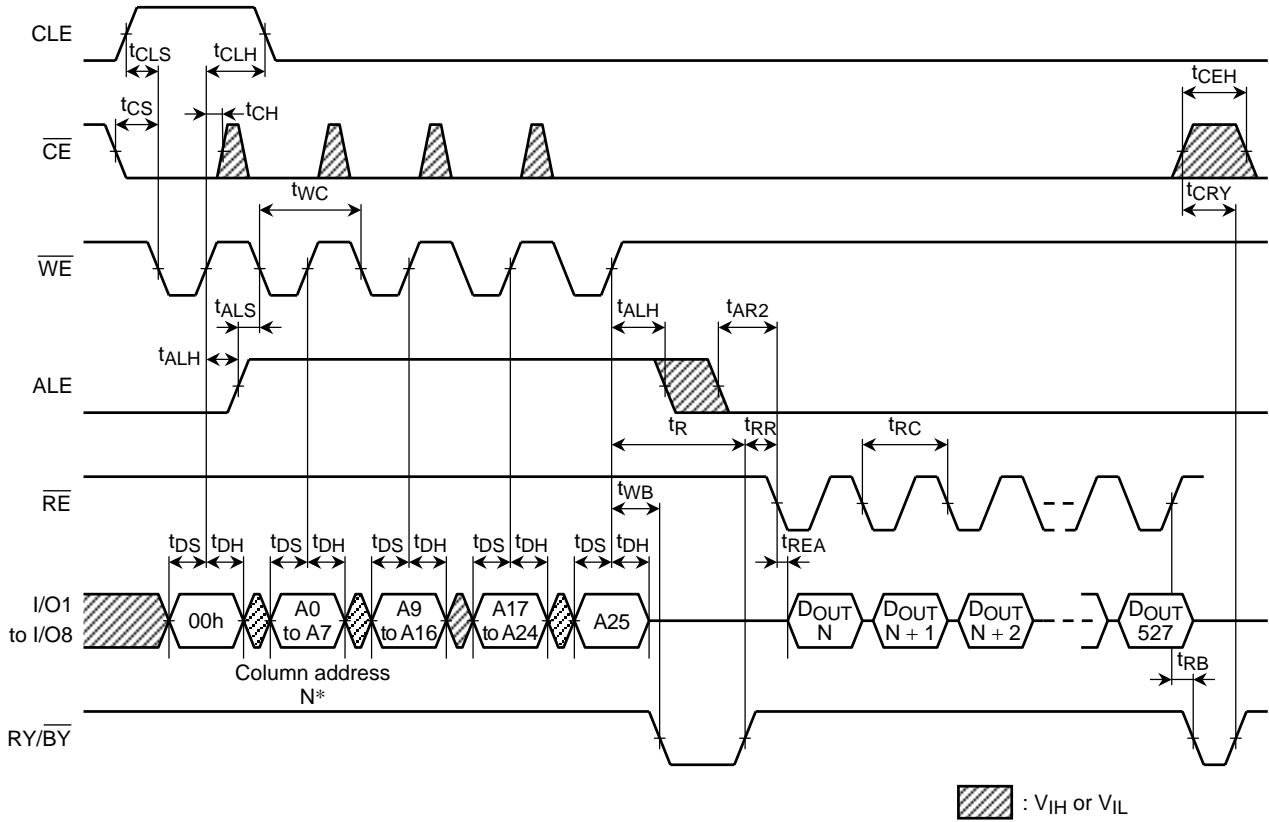 CLE
tCLS
tCLH
tCEH
tCS
tCH
CE
tWC
tCRY
WE
tALS
tALH
tAR2
tALH
ALE
tR
tRR
tRC
RE
tWB
tREA
tDS
tDH
tDS
tDH
tDS
tDH
tDS
tDH
tDS
tDH
I/O1
to I/O8
00h
A0
to A7
A9
to A16
A17
to A24
A25
DOUT
N
DOUT
N + 1
DOUT
N + 2
DOUT
527
Column address
N*
tRB
RY/BY
: VIH or VIL